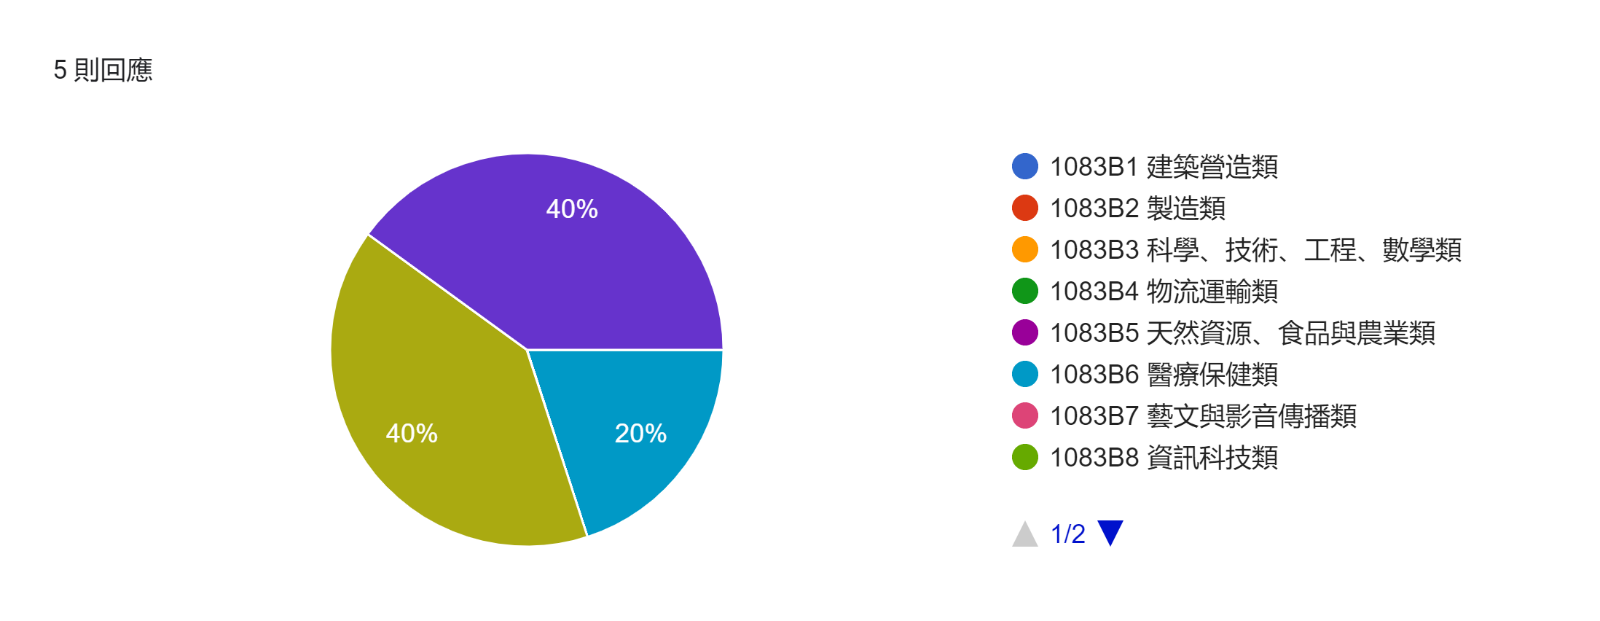 5 則回應
40%
40%
20%
1083B1 建築營造類
1083B2 製造類
1083B3 科學、技術、工程、數學類
1083B4 物流運輸類
1083B5 天然資源、食品與農業類
1083B6 醫療保健類
1083B7 藝文與影音傳播類
1083B8 資訊科技類
1/2